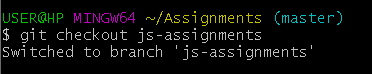 USER@HP MINGW64 ~/Assignments (master)
$ git checkout js-assignments
Switched to branch 'js-assignments'